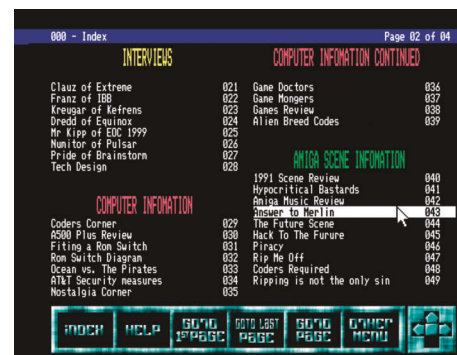 000 - Index Page 02 of 04
INTERVIEWS
Clauz of Extreme 021
Franz of IBB 022
Kreugar of Kefrens 023
Dredd of Equinox 024
Mr Kipp of EOC 1999 025
Numitor of Pulsar 026
Pride of Brainstorm 027
Tech Design 028
COMPUTER INFOMATION
Coders Corner 029
A500 Plus Review 030
Fiting a Rom Switch 031
Rom Switch Diagram 032
Ocean vs. The Pirates 033
AT&T Security measures 034
Nostalgia Corner 035
COMPUTER INFOMATION CONTINUED
Game Doctors 036
Game Mongers 037
Games Review 038
Alien Breed Codes 039
AMIGA SCENE INFOMATION
1991 Scene Review 040
Hypocritical Bastards 041
Amiga Music Review 042
Answer to Merlin 043
The Future Scene 044
Hack To The Furure 045
Piracy 046
Rip Me Off 047
Coders Required 048
Ripping is not the only sin 049
INDEX
HELP
GOTO
1ST PAGE
GOTO LAST
PAGE
GOTO
PAGE
OTHER
MENU